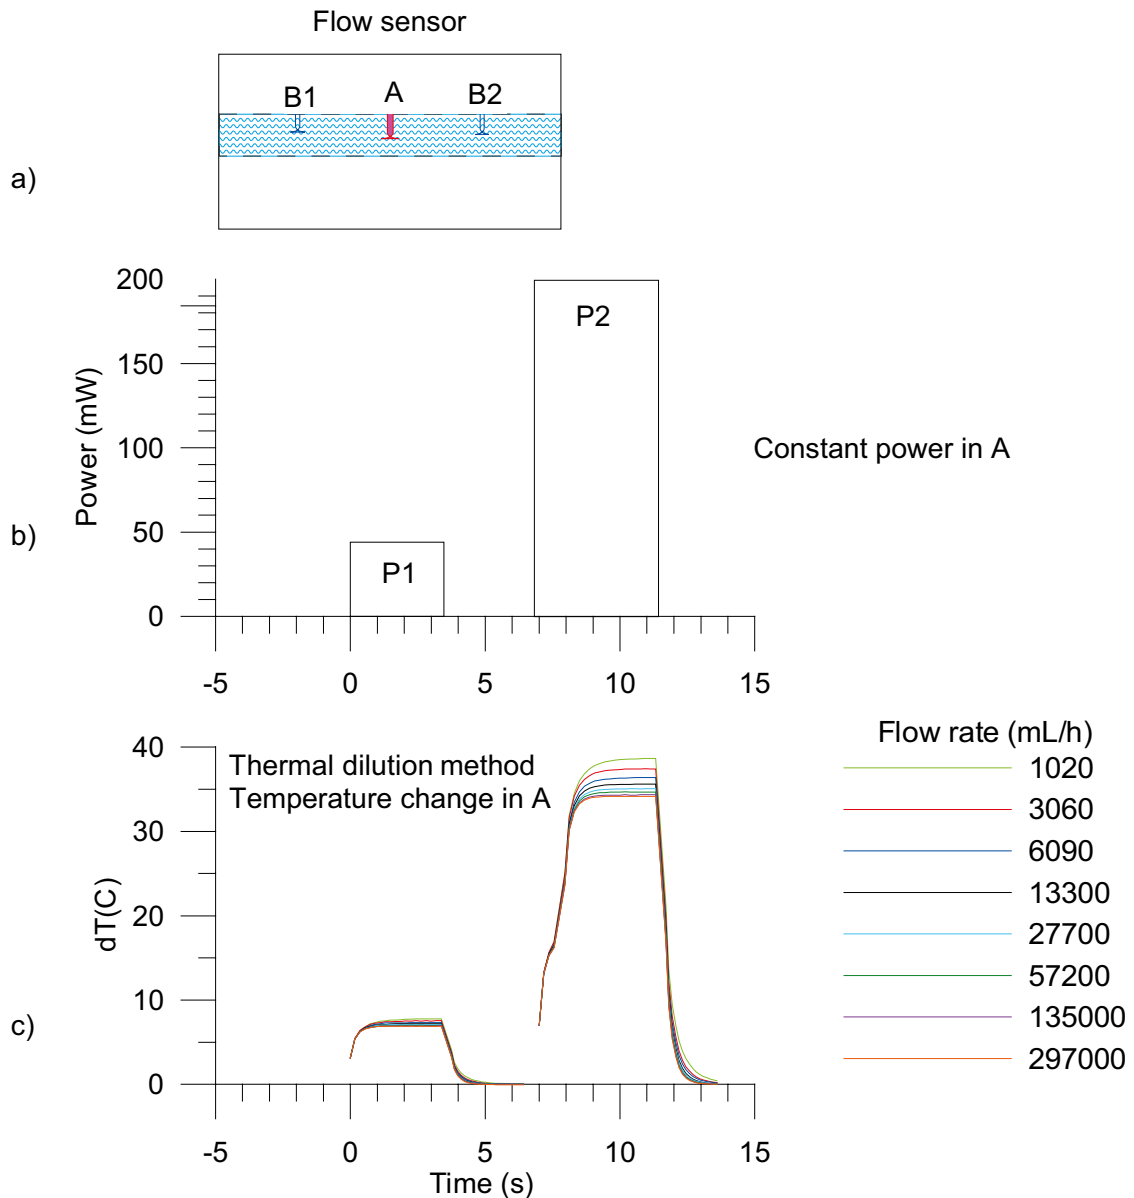 Flow sensor
B1
A
B2
a)
200
150
100
50
0
Power (mW)
P1
P2
Constant power in A
b)
-5
0
5
10
15
40
30
20
10
0
dT(C)
Thermal dilution method
Temperature change in A
c)
-5
0
5
10
15
Time (s)
Flow rate (mL/h)
1020
3060
6090
13300
27700
57200
135000
297000